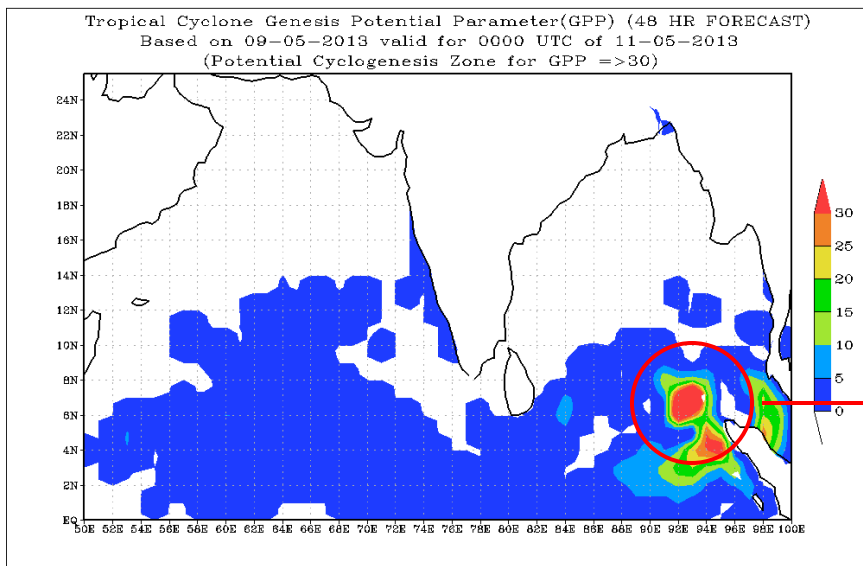 Tropical Cyclone Genesis Potential Parameter(GPP) (48 HR FORECAST)
Based on 09-05-2013 valid for 0000 UTC of 11-05-2013
(Potential Cyclogenesis Zone for GPP =>30)
24N
22N
20N
18N
16N
14N
12N
10N
8N
6N
4N
2N
EQ
50E 52E 54E 56E 58E 60E 62E 64E 66E 68E 70E 72E 74E 76E 78E 80E 82E 84E 86E 88E 90E 92E 94E 96E 98E 100E
30
25
20
15
10
5
0